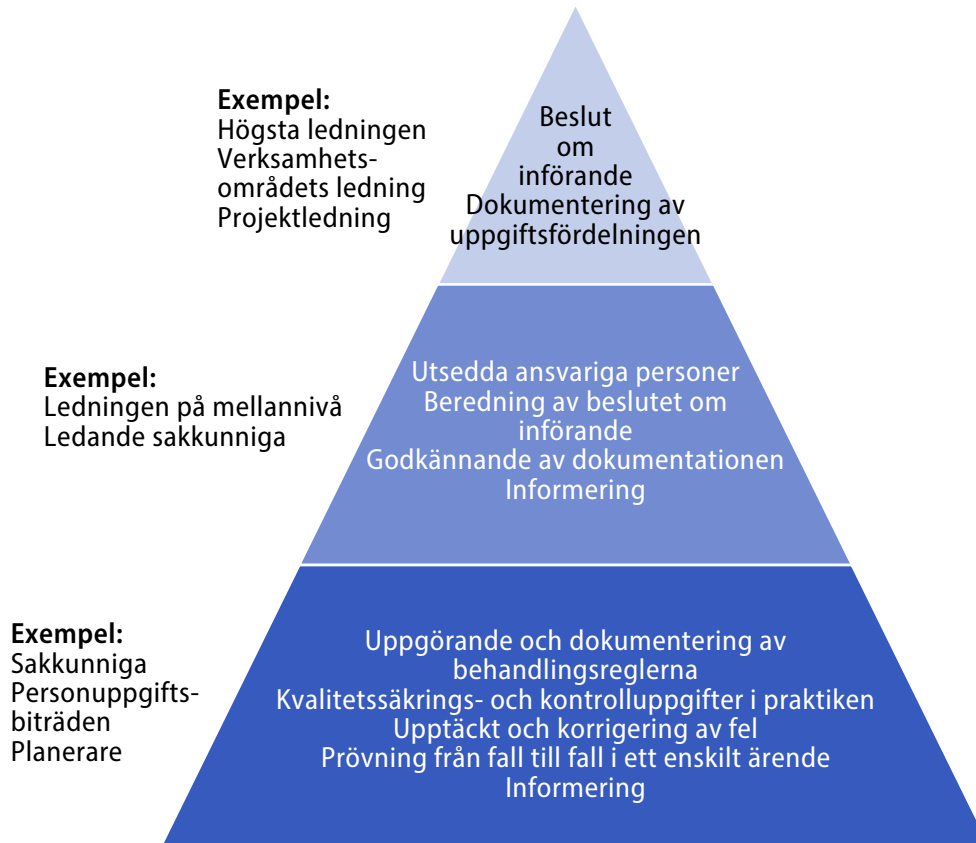 Exempel:
Högsta ledningen
Verksamhets-
områdets ledning
Projektledning
Beslut
om
införande
Dokumentering av
uppgiftsfördelningen
Exempel:
Ledningen på mellannivå
Ledande sakkunniga
Utsedda ansvariga personer
Beredning av beslutet om
införande
Godkännande av dokumentationen
Informering
Exempel:
Sakkunniga
Personuppgifts-
biträden
Planerare
Uppgörande och dokumentering av
behandlingsreglerna
Kvalitetssäkrings- och kontrolluppgifter i praktiken
Upptäckt och korrigering av fel
Prövning från fall till fall i ett enskilt ärende
Informering